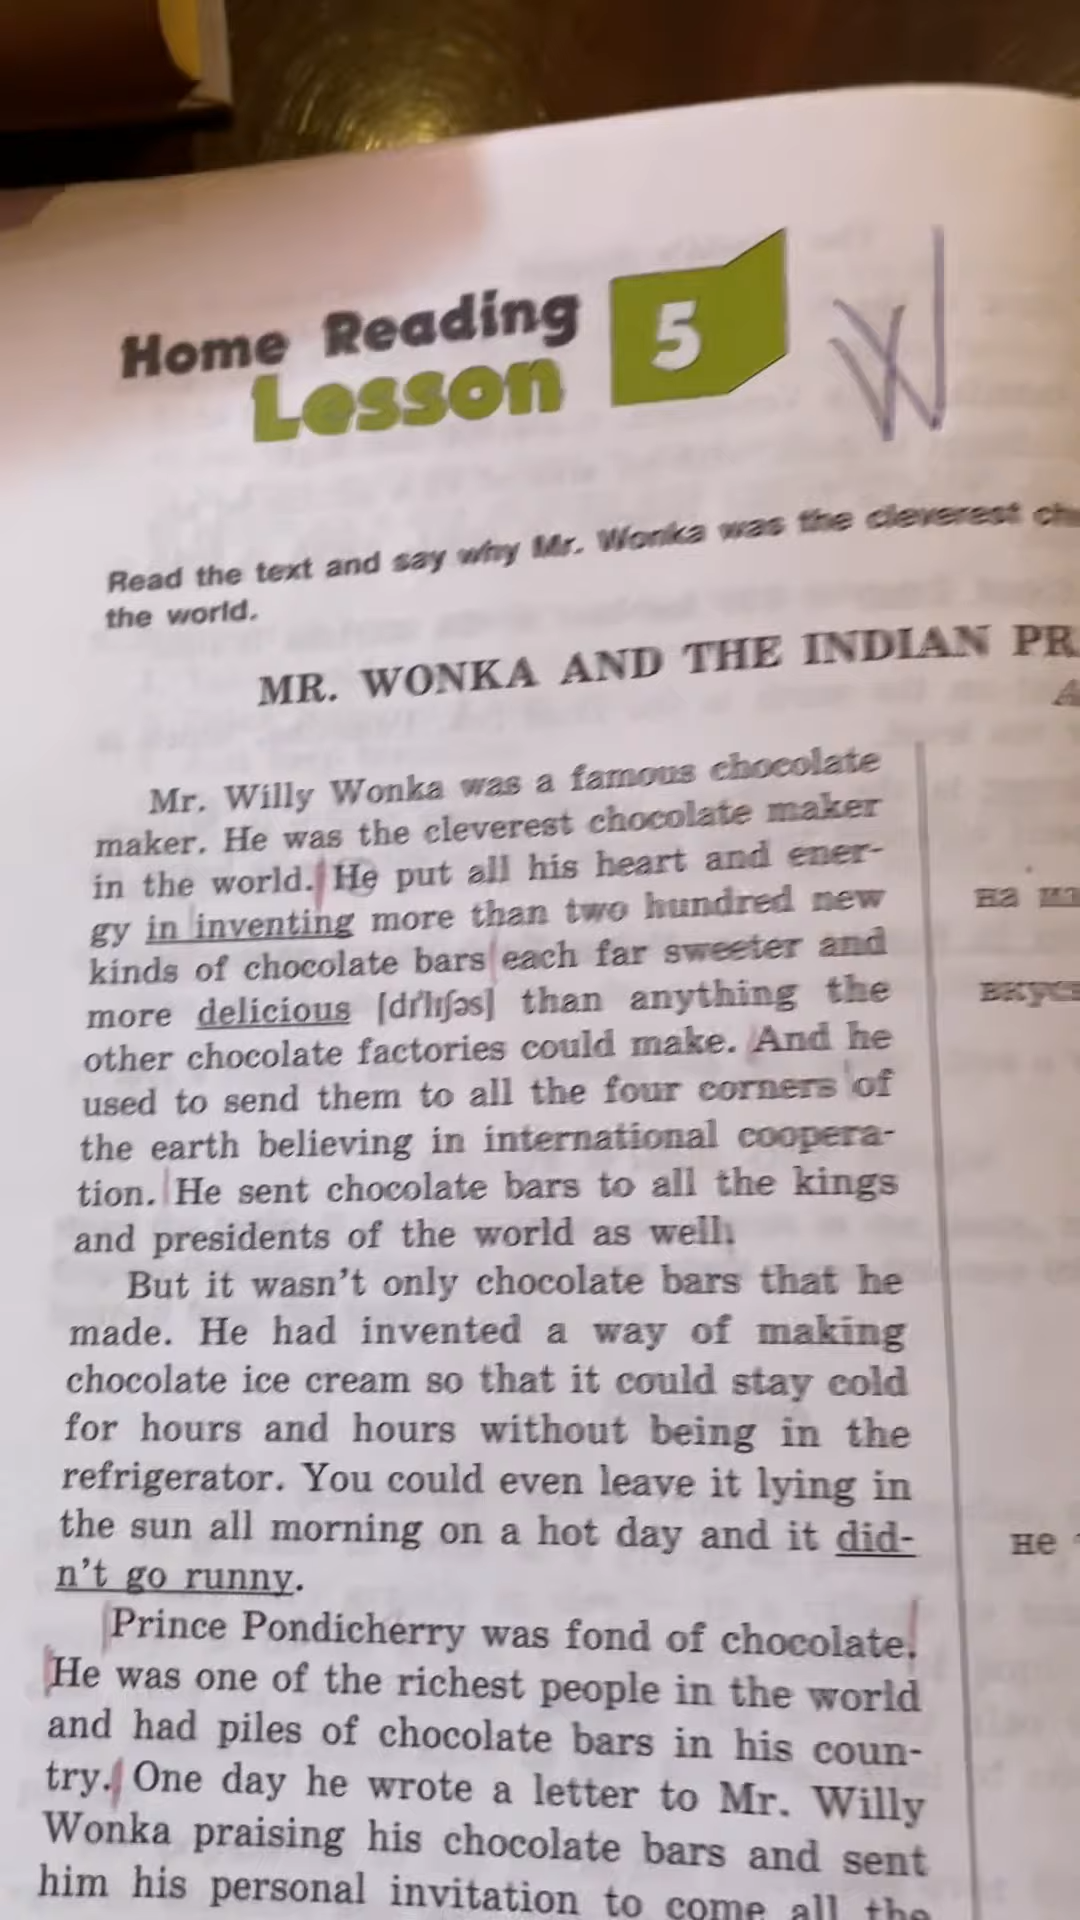 Home Reading
Lesson 5
W
Read the text and say why Mr. Wonka was the cleverest
the world.
MR. WONKA AND THE INDIAN
Mr. Willy Wonka was a famous chocolate
maker. He was the cleverest chocolate maker
in the world. He put all his heart and ener-
gy in inventing more than two hundred new
kinds of chocolate bars each far sweeter and
more delicious [dɪ'lɪʃəs] than anything the
other chocolate factories could make. And he
used to send them to all the four corners of
the earth believing in international coopera-
tion. He sent chocolate bars to all the kings
and presidents of the world as well.
But it wasn't only chocolate bars that he
made. He had invented a way of making
chocolate ice cream so that it could stay cold
for hours and hours without being in the
refrigerator. You could even leave it lying in
the sun all morning on a hot day and it did-
n't go runny.
Prince Pondicherry was fond of chocolate.
He was one of the richest people in the world
and had piles of chocolate bars in his coun-
try. One day he wrote a letter to Mr. Willy
Wonka praising his chocolate bars and sent
him his personal invitation to come all the
на
не